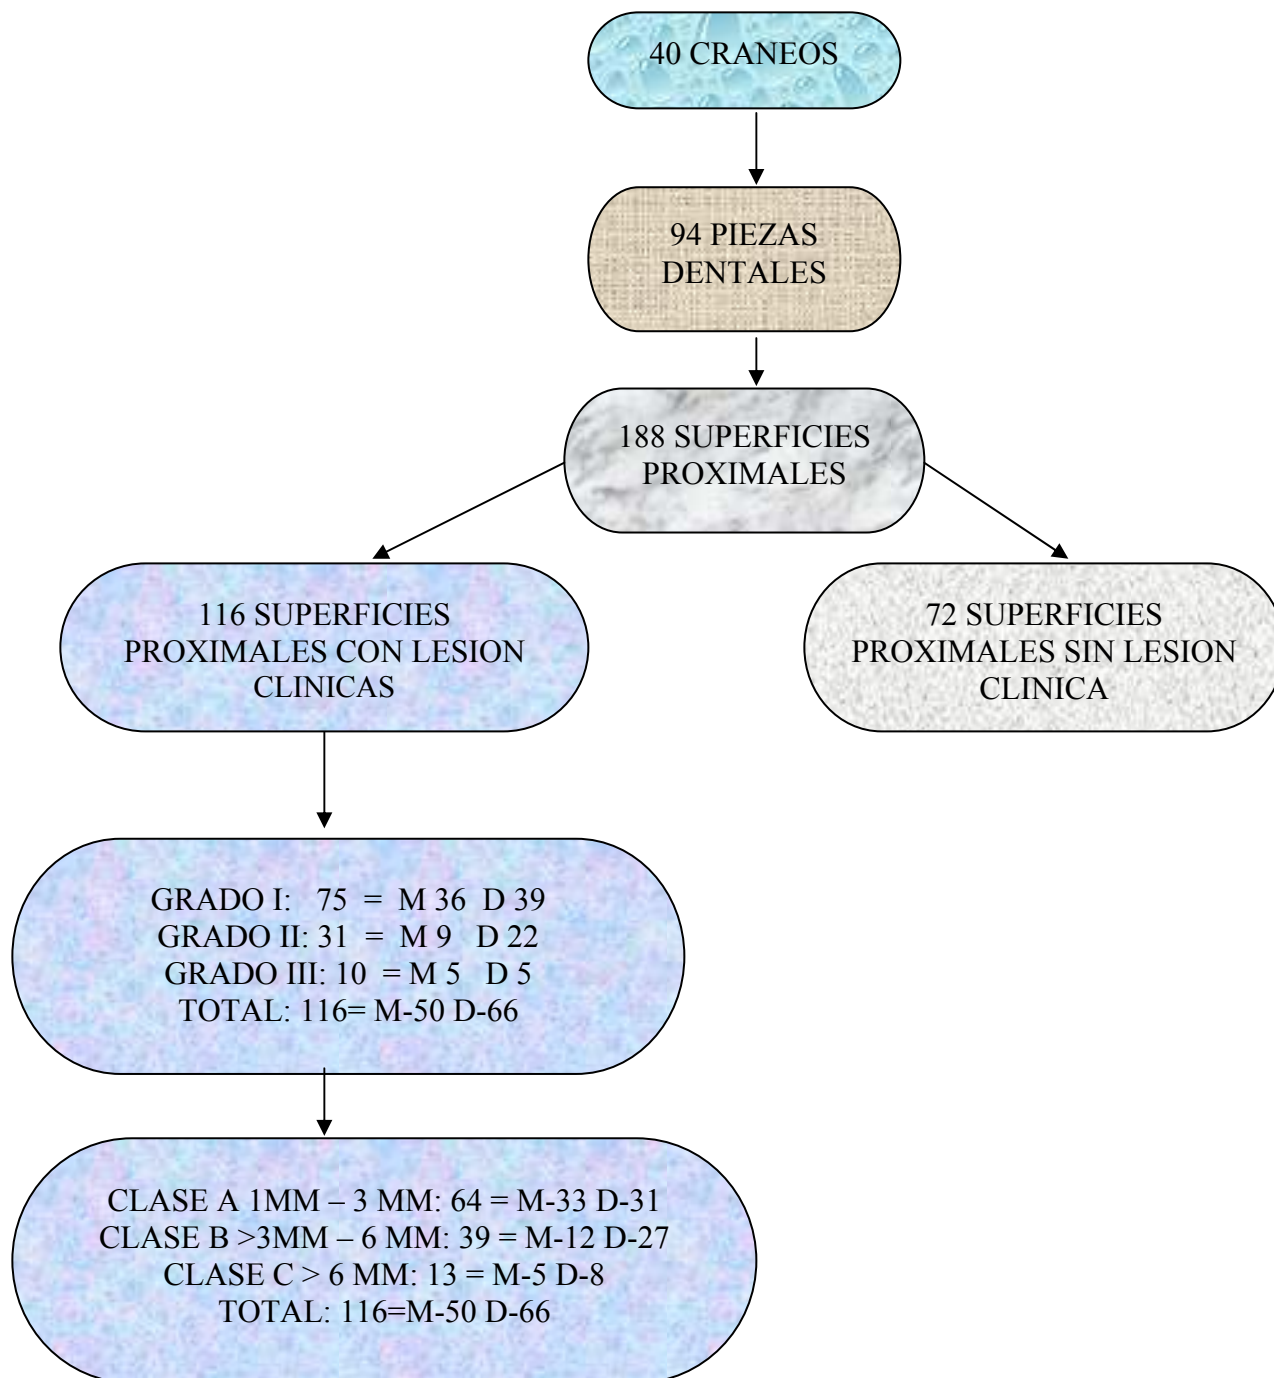 40 CRANEOS
94 PIEZAS
DENTALES
188 SUPERFICIES
PROXIMALES
116 SUPERFICIES
PROXIMALES CON LESION
CLINICAS
72 SUPERFICIES
PROXIMALES SIN LESION
CLINICA
GRADO I: 75 = M 36 D 39
GRADO II: 31 = M 9 D 22
GRADO III: 10 = M 5 D 5
TOTAL: 116= M-50 D-66
CLASE A 1MM – 3 MM: 64 = M-33 D-31
CLASE B >3MM – 6 MM: 39 = M-12 D-27
CLASE C > 6 MM: 13 = M-5 D-8
TOTAL: 116=M-50 D-66